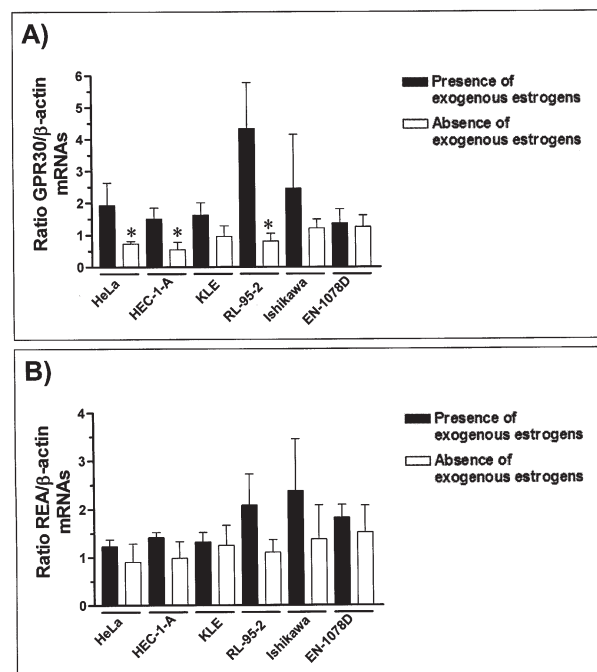 A)
Ratio GPR30/β-actin
mRNAs
6
5
4
3
2
1
0
*
*
*
HeLa
HEC-1-A
KLE
RL-95-2
Ishikawa
EN-1078D
Presence of
exogenous estrogens
Absence of
exogenous estrogens
B)
Ratio REA/β-actin
mRNAs
4
3
2
1
0
HeLa
HEC-1-A
KLE
RL-95-2
Ishikawa
EN-1078D
Presence of
exogenous estrogens
Absence of
exogenous estrogens